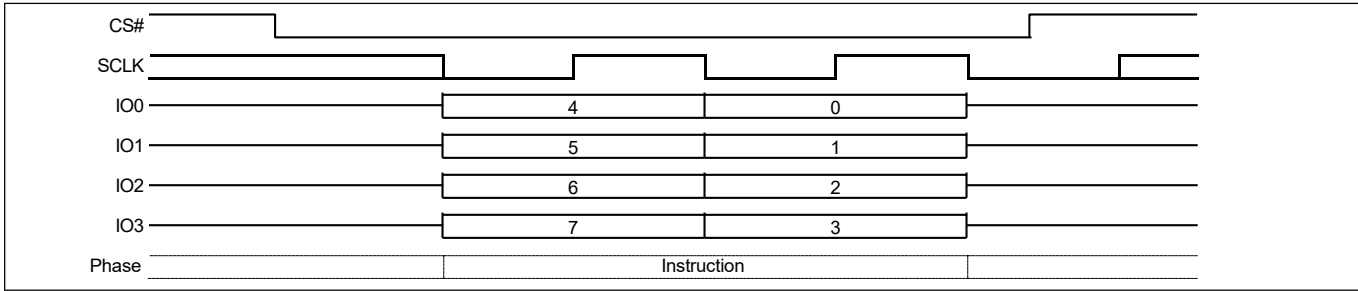 CS#
SCLK
IO0 4 0
IO1 5 1
IO2 6 2
IO3 7 3
Phase Instruction